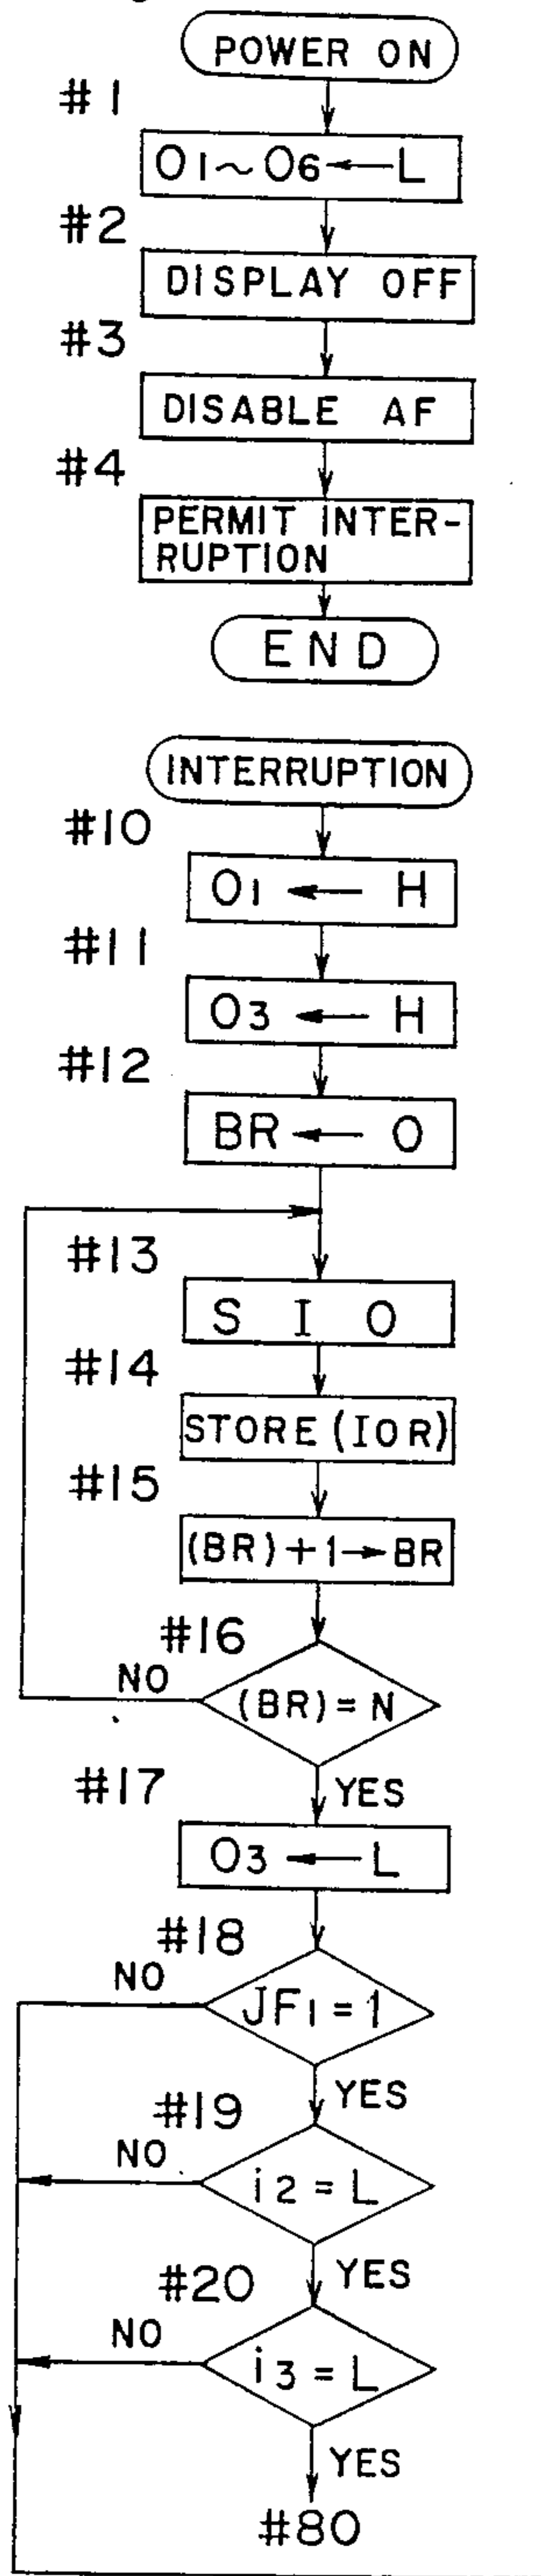 POWER ON
#1
O1~O6←L
#2
DISPLAY OFF
#3
DISABLE AF
#4
PERMIT INTER-
RUPTION
END
INTERRUPTION
#10
O1 ← H
#11
O3 ← H
#12
BR ← O
#13
S I O
#14
STORE (IOR)
#15
(BR)+1→BR
#16
NO
(BR)=N
#17
YES
O3 ← L
#18
NO
JF1=1
YES
#19
NO
i2=L
YES
#20
NO
i3=L
YES
#80